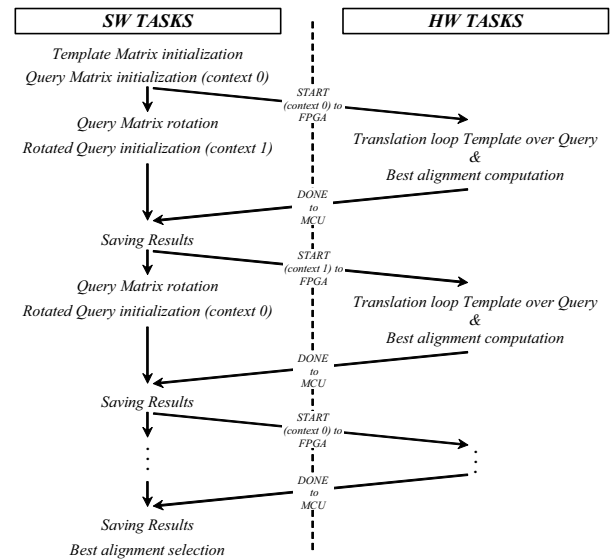 SW TASKS
HW TASKS
Template Matrix initialization
Query Matrix initialization (context 0)
START
(context 0) to
FPGA
Query Matrix rotation
Rotated Query initialization (context 1)
Translation loop Template over Query
&
Best alignment computation
DONE
to
MCU
Saving Results
START
(context 1) to
FPGA
Query Matrix rotation
Rotated Query initialization (context 0)
Translation loop Template over Query
&
Best alignment computation
DONE
to
MCU
Saving Results
START
(context 0) to
FPGA
DONE
to
MCU
Saving Results
Best alignment selection